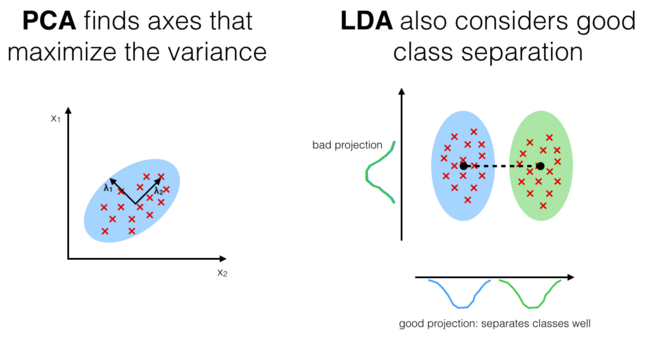 PCA finds axes that
maximize the variance
LDA also considers good
class separation
x1
λ1
λ2
x2
bad projection
good projection: separates classes well